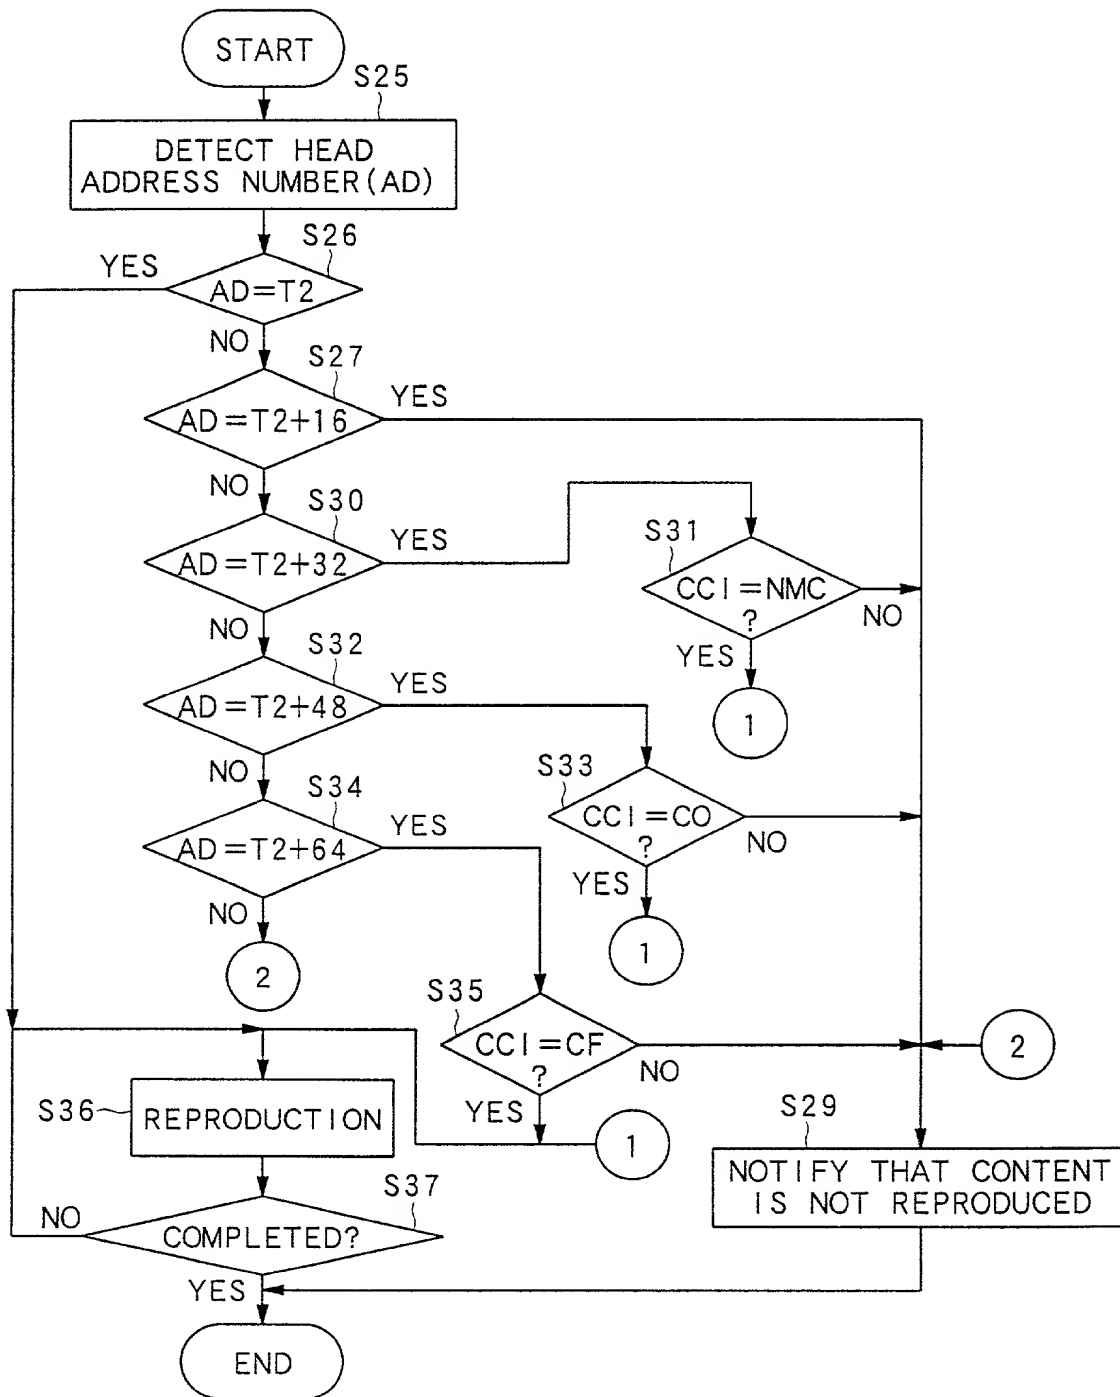 START
S25
DETECT HEAD
ADDRESS NUMBER(AD)
S26
YES
AD=T2
NO
S27
YES
AD=T2+16
NO
S30
YES
AD=T2+32
S31
CCI=NMC
?
NO
YES
1
NO
S32
YES
AD=T2+48
S33
CCI=CO
?
NO
YES
1
NO
S34
YES
AD=T2+64
NO
2
S35
CCI=CF
?
NO
YES
1
2
S36
REPRODUCTION
S29
NOTIFY THAT CONTENT
IS NOT REPRODUCED
S37
NO
COMPLETED?
YES
END